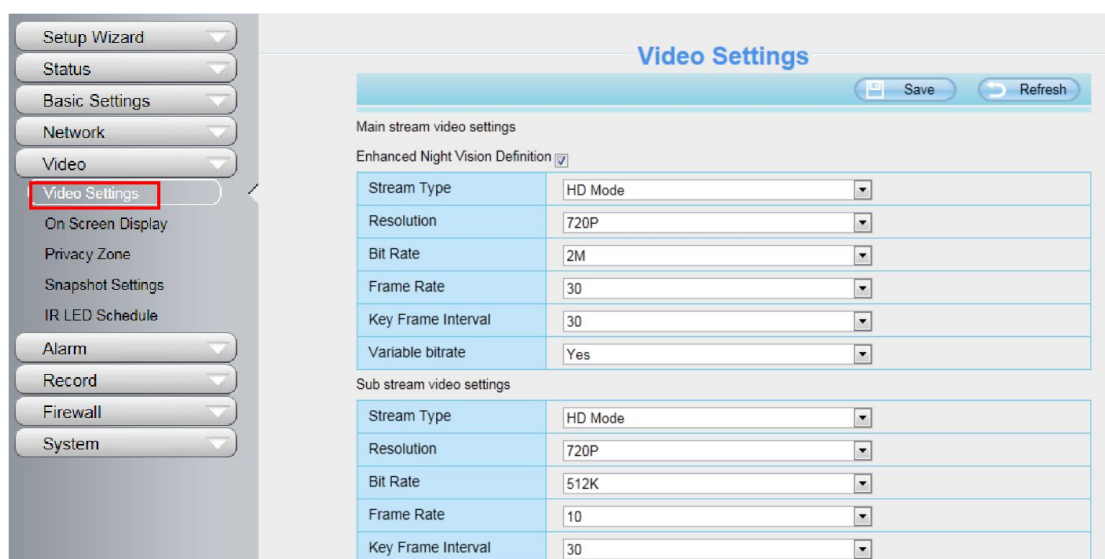 Setup Wizard
Status
Basic Settings
Network
Video
Video Settings
On Screen Display
Privacy Zone
Snapshot Settings
IR LED Schedule
Alarm
Record
Firewall
System
Video Settings
Save Refresh
Main stream video settings
Enhanced Night Vision Definition
Stream Type HD Mode
Resolution 720P
Bit Rate 2M
Frame Rate 30
Key Frame Interval 30
Variable bitrate Yes
Sub stream video settings
Stream Type HD Mode
Resolution 720P
Bit Rate 512K
Frame Rate 10
Key Frame Interval 30